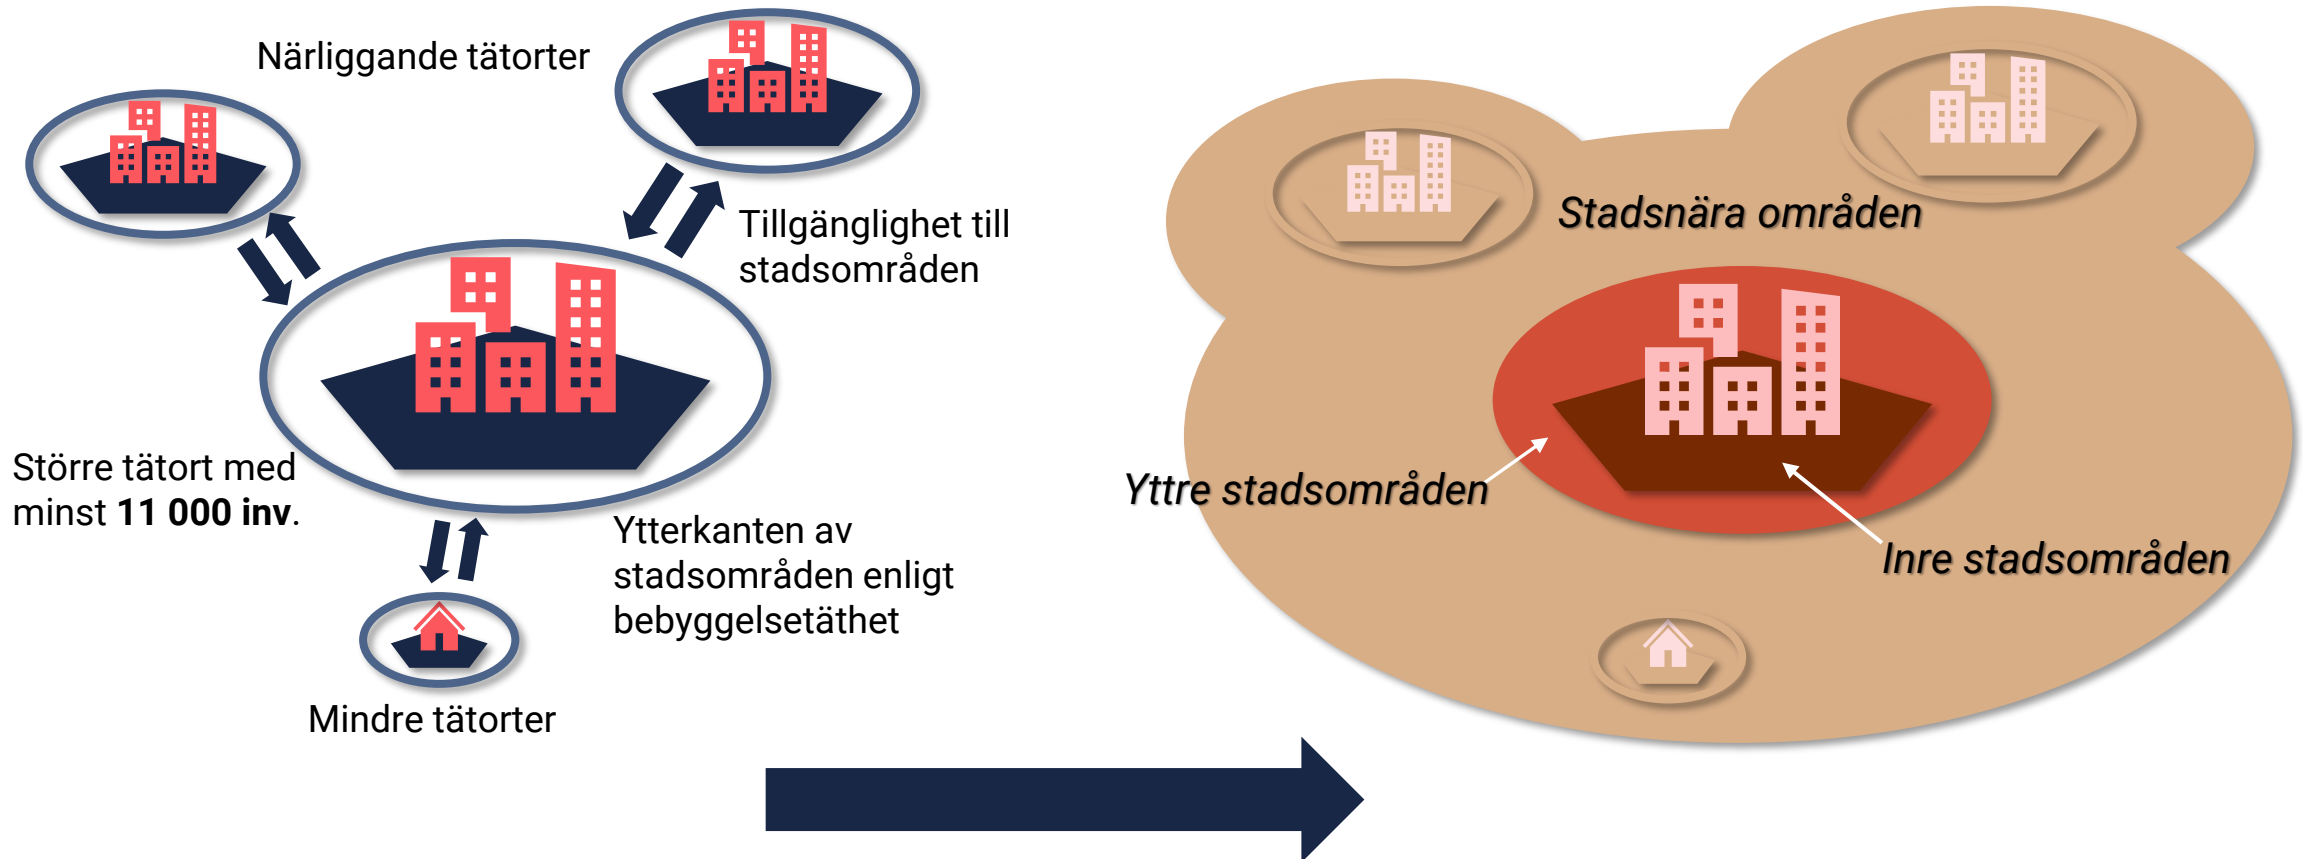 Närliggande tätorter
Tillgänglighet till
stadsområden
Större tätort med
minst 11 000 inv.
Ytterkanten av
stadsområden enligt
bebyggelsetäthet
Mindre tätorter
Stadsnära områden
Yttre stadsområden
Inre stadsområden